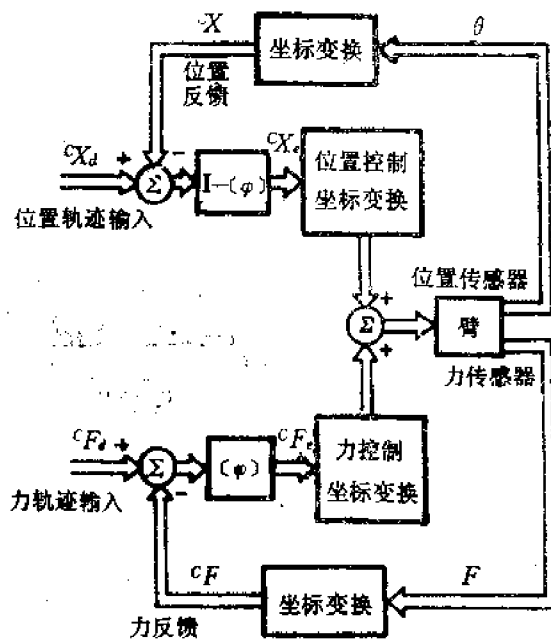 ᶜX
坐标变换
θ
位置
反馈
ᶜX_d
+
−
Σ
I−〔φ〕
ᶜX_e
位置控制
坐标变换
位置轨迹输入
位置传感器
+
Σ
+
臂
力传感器
ᶜF_d
+
Σ
−
〔φ〕
ᶜF_e
力控制
坐标变换
力轨迹输入
ᶜF
坐标变换
F
力反馈